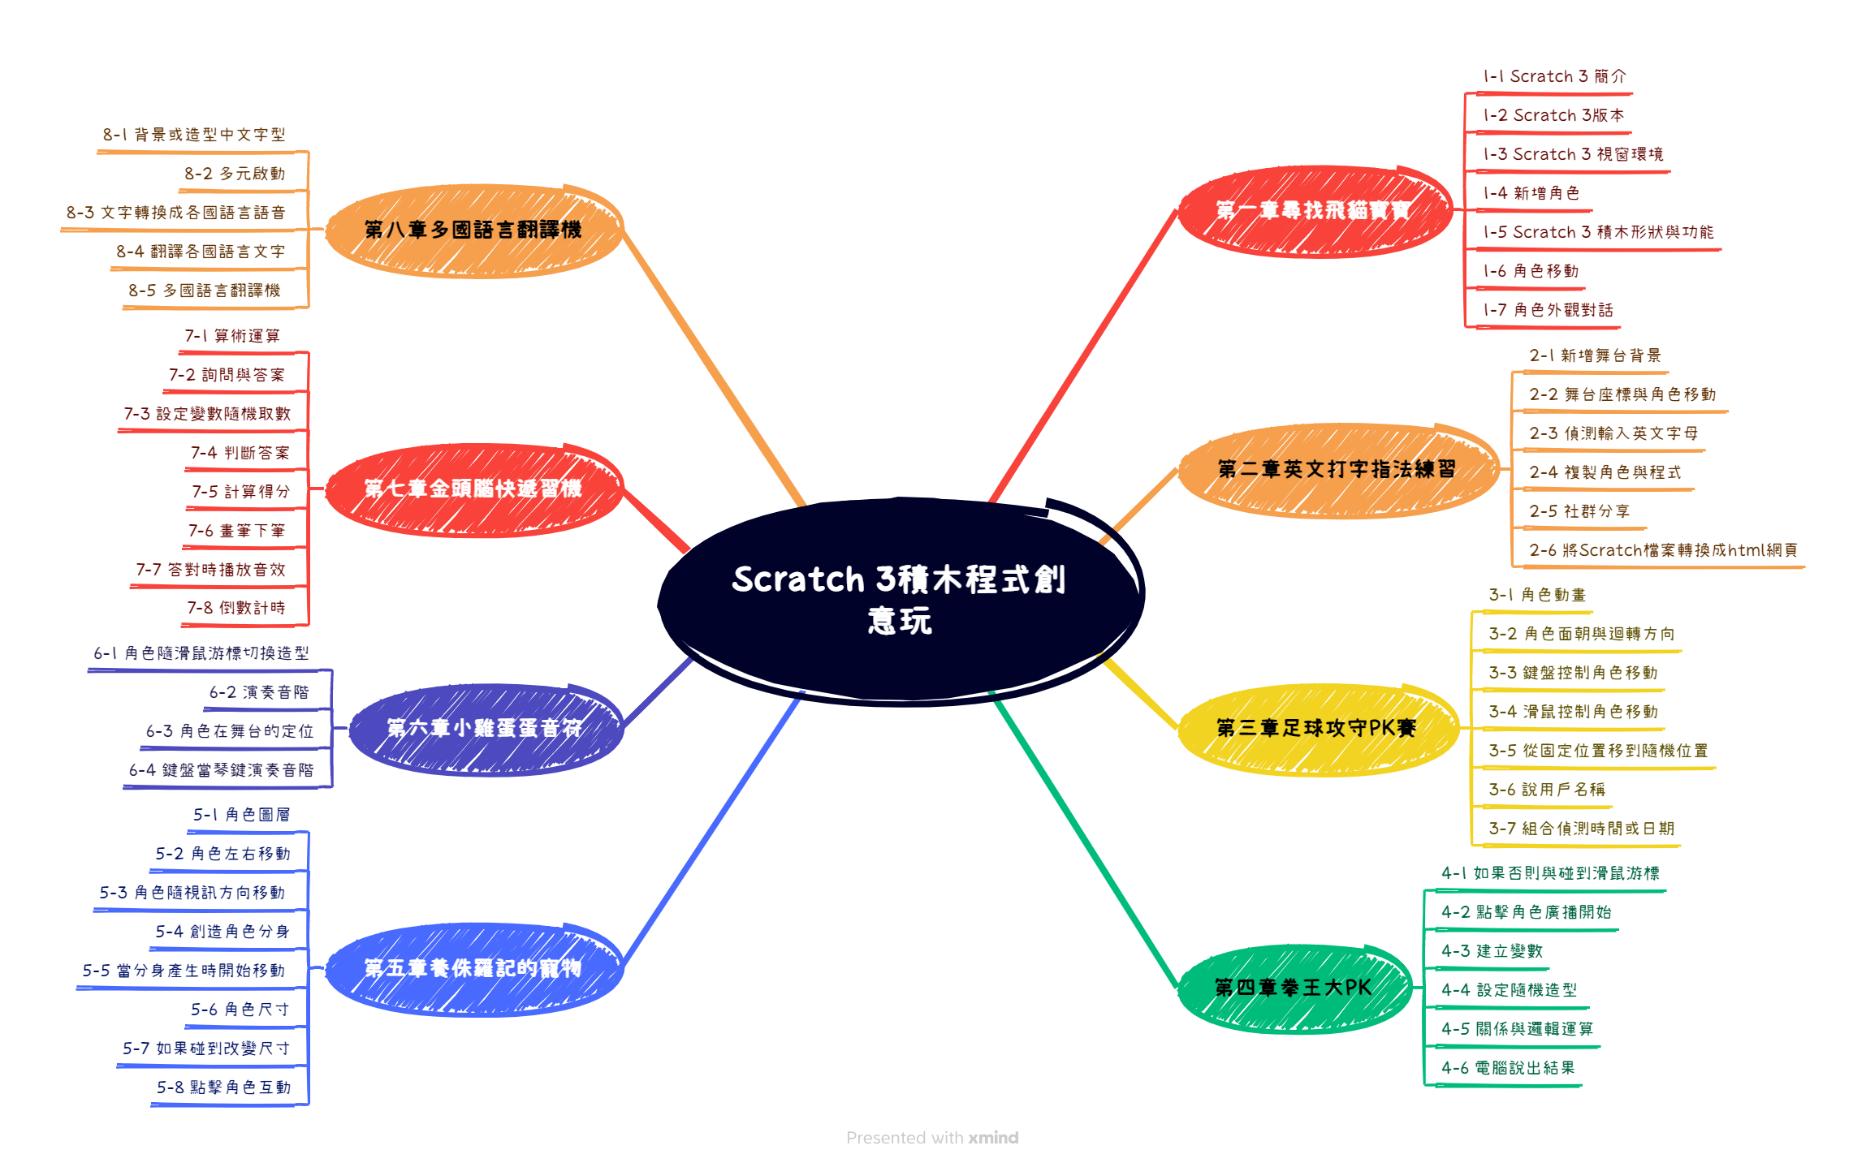 Scratch 3積木程式創
意玩
第一章尋找飛貓寶寶
1-1 Scratch 3 簡介
1-2 Scratch 3版本
1-3 Scratch 3 視窗環境
1-4 新增角色
1-5 Scratch 3 積木形狀與功能
1-6 角色移動
1-7 角色外觀對話
第二章英文打字指法練習
2-1 新增舞台背景
2-2 舞台座標與角色移動
2-3 偵測輸入英文字母
2-4 複製角色與程式
2-5 社群分享
2-6 將Scratch檔案轉換成html網頁
第三章足球攻守PK賽
3-1 角色動畫
3-2 角色面朝與迴轉方向
3-3 鍵盤控制角色移動
3-4 滑鼠控制角色移動
3-5 從固定位置移到隨機位置
3-6 說用戶名稱
3-7 組合偵測時間或日期
第四章拳王大PK
4-1 如果否則與碰到滑鼠游標
4-2 點擊角色廣播開始
4-3 建立變數
4-4 設定隨機造型
4-5 關係與邏輯運算
4-6 電腦說出結果
第五章養侏羅記的寵物
5-1 角色圖層
5-2 角色左右移動
5-3 角色隨視訊方向移動
5-4 創造角色分身
5-5 當分身產生時開始移動
5-6 角色尺寸
5-7 如果碰到改變尺寸
5-8 點擊角色互動
第六章小雞蛋蛋音符
6-1 角色隨滑鼠游標切換造型
6-2 演奏音階
6-3 角色在舞台的定位
6-4 鍵盤當琴鍵演奏音階
第七章金頭腦快遞習機
7-1 算術運算
7-2 詢問與答案
7-3 設定變數隨機取數
7-4 判斷答案
7-5 計算得分
7-6 畫筆下筆
7-7 答對時播放音效
7-8 倒數計時
第八章多國語言翻譯機
8-1 背景或造型中文字型
8-2 多元啟動
8-3 文字轉換成各國語言語音
8-4 翻譯各國語言文字
8-5 多國語言翻譯機
Presented with xmind